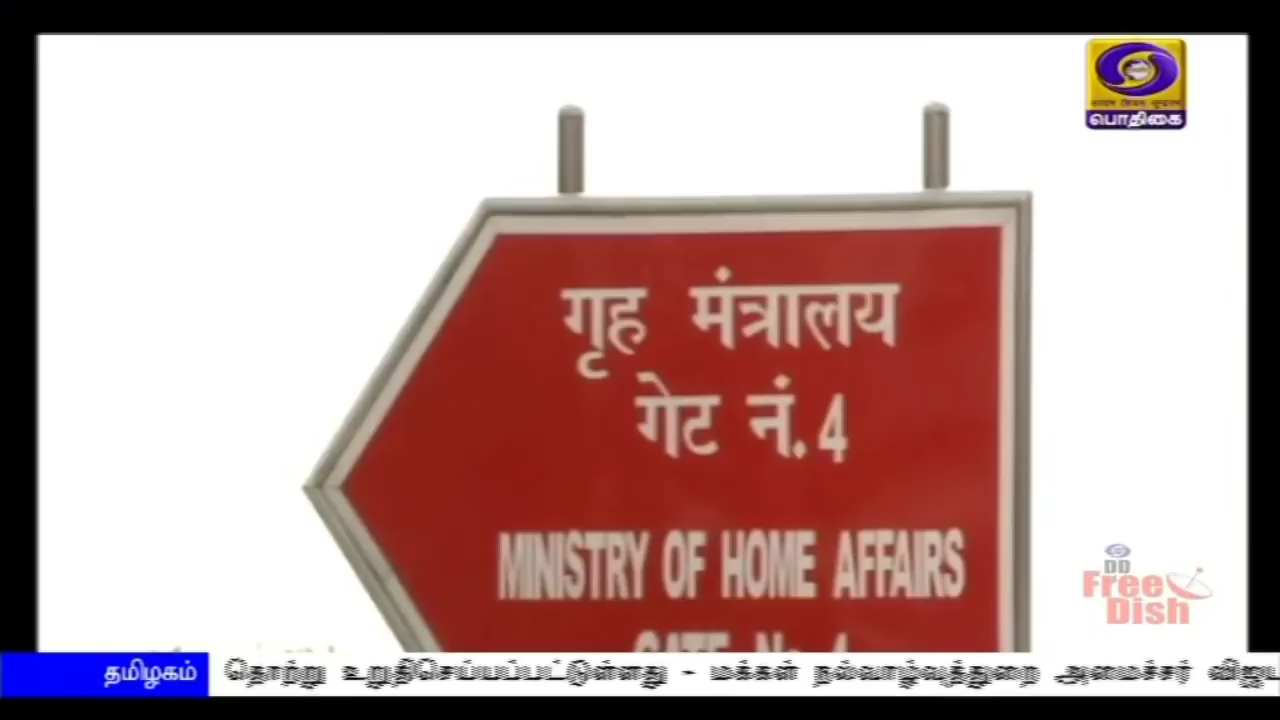 பொதிகை
गृह मंत्रालय
गेट नं. 4
MINISTRY OF HOME AFFAIRS
DD
Free
Dish
தமிழகம் தொற்று உறுதிசெய்யப்பட்டுள்ளது - மக்கள் நல்வாழ்வுத்துறை அமைச்சர்